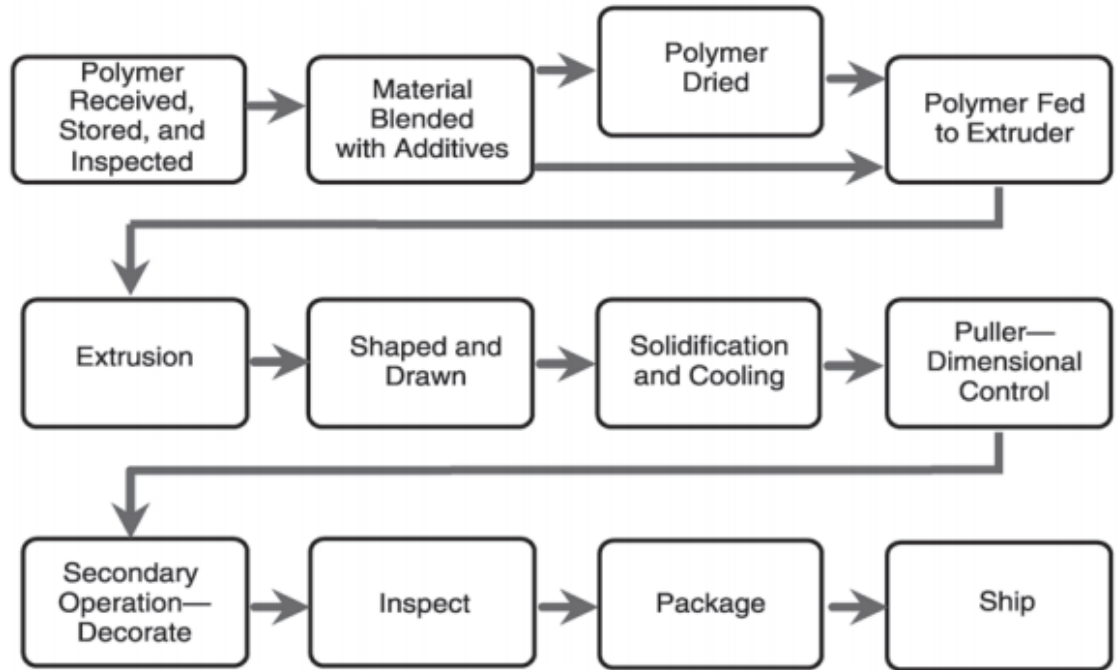 Polymer
Received,
Stored, and
Inspected
Material
Blended
with Additives
Polymer
Dried
Polymer Fed
to Extruder
Extrusion
Shaped and
Drawn
Solidification
and Cooling
Puller—
Dimensional
Control
Secondary
Operation—
Decorate
Inspect
Package
Ship